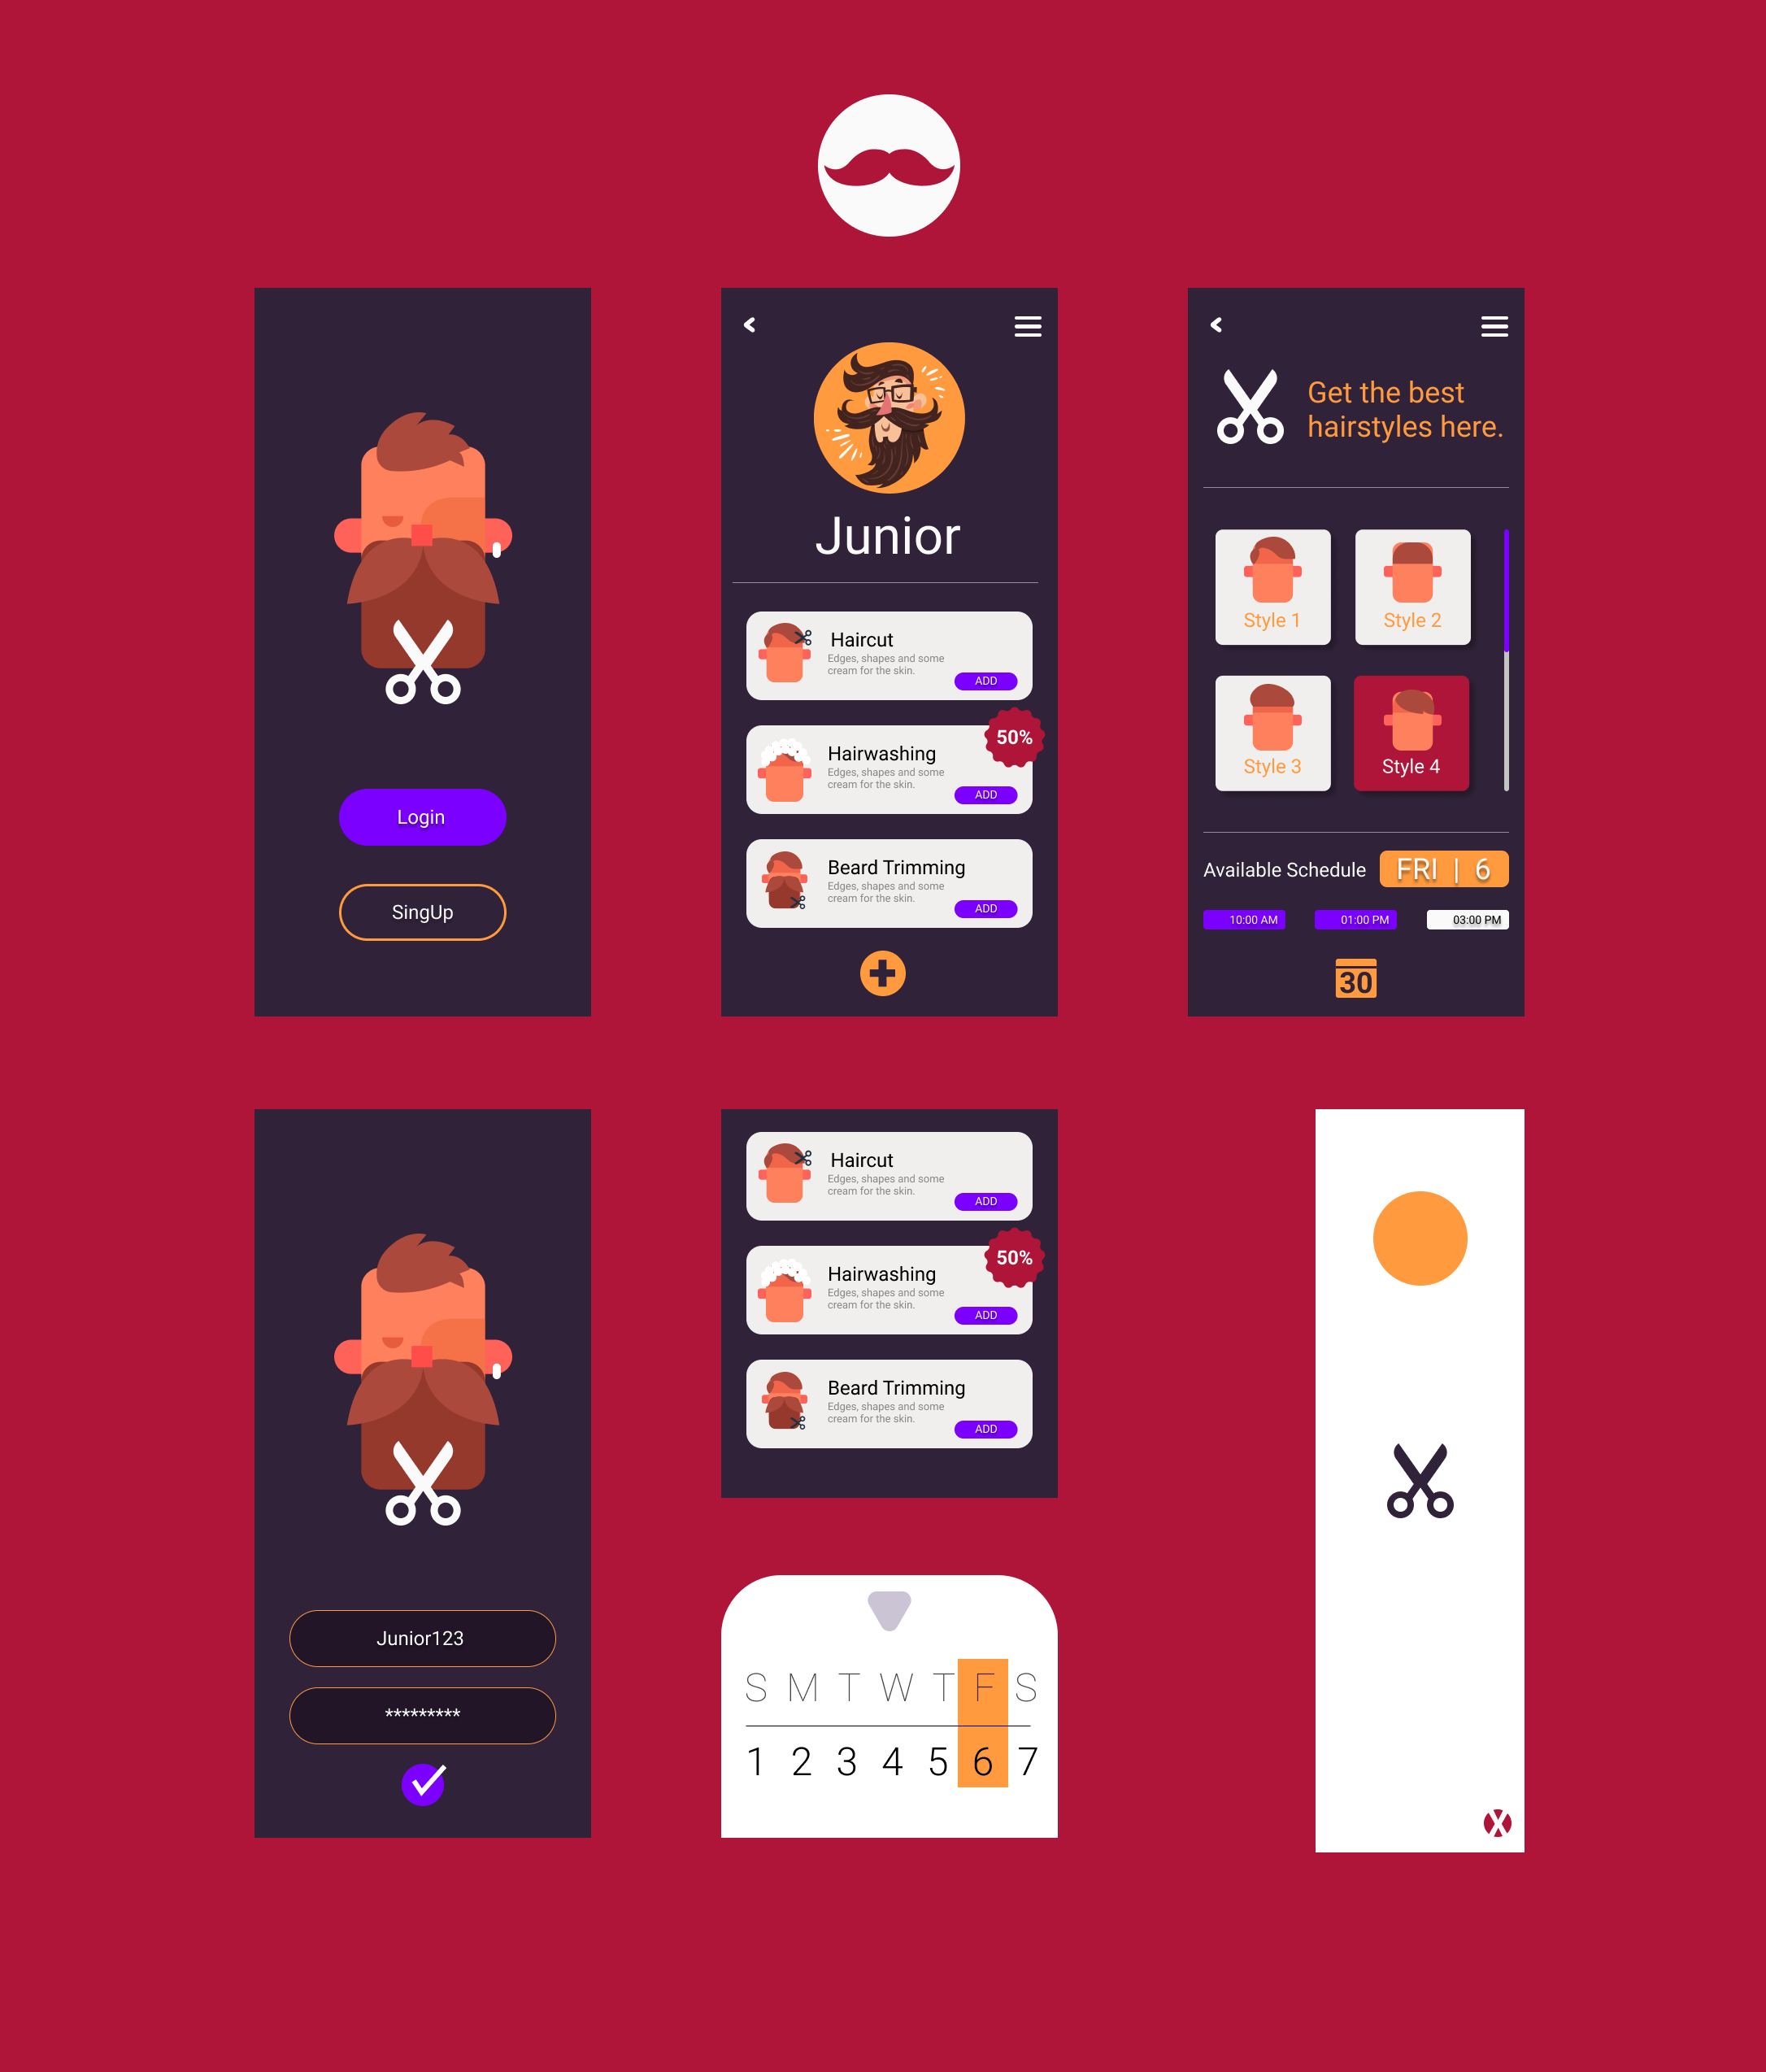 Login
SingUp
Junior
Haircut
Edges, shapes and some
cream for the skin.
ADD
50%
Hairwashing
Edges, shapes and some
cream for the skin.
ADD
Beard Trimming
Edges, shapes and some
cream for the skin.
ADD
Get the best
hairstyles here.
Style 1
Style 2
Style 3
Style 4
Available Schedule
FRI | 6
10:00 AM
01:00 PM
03:00 PM
30
Junior123
*********
Haircut
Edges, shapes and some
cream for the skin.
ADD
50%
Hairwashing
Edges, shapes and some
cream for the skin.
ADD
Beard Trimming
Edges, shapes and some
cream for the skin.
ADD
S M T W T F S
1 2 3 4 5 6 7